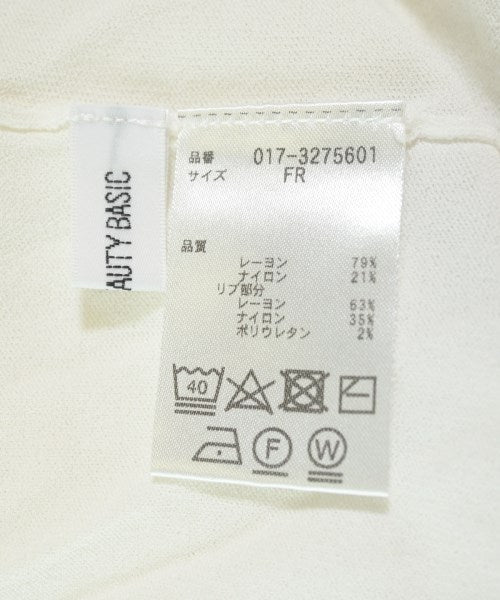 AUTY BASIC
品番 017-3275601
サイズ FR
品質
レーヨン 79%
ナイロン 21%
リブ部分
レーヨン 63%
ナイロン 35%
ポリウレタン 2%
40
F W